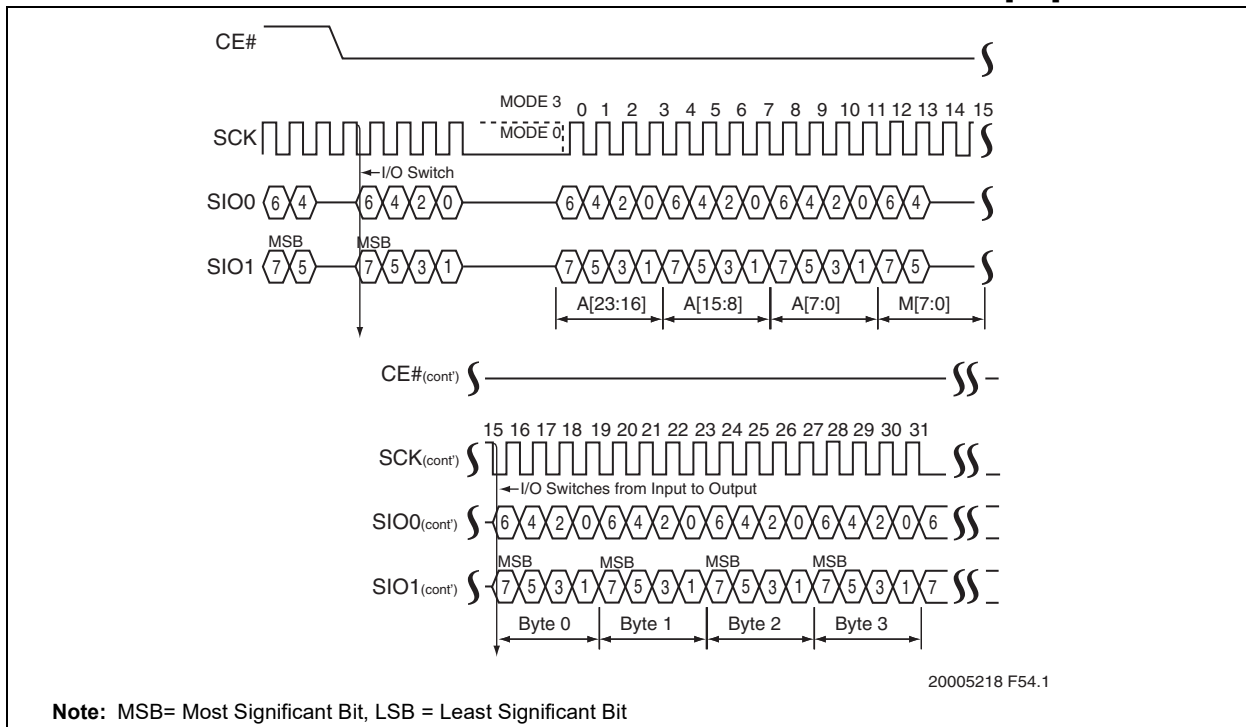 CE#
MODE 3
0 1 2 3 4 5 6 7 8 9 10 11 12 13 14 15
SCK
MODE 0
I/O Switch
SIO0 6 4 6 4 2 0 6 4 2 0 6 4 2 0 6 4 2 0 6 4
MSB MSB
SIO1 7 5 7 5 3 1 7 5 3 1 7 5 3 1 7 5 3 1 7 5
A[23:16] A[15:8] A[7:0] M[7:0]
CE#(cont')
15 16 17 18 19 20 21 22 23 24 25 26 27 28 29 30 31
SCK(cont')
I/O Switches from Input to Output
SIO0(cont') 6 4 2 0 6 4 2 0 6 4 2 0 6 4 2 0 6
MSB MSB MSB MSB
SIO1(cont') 7 5 3 1 7 5 3 1 7 5 3 1 7 5 3 1 7
Byte 0 Byte 1 Byte 2 Byte 3
20005218 F54.1
Note: MSB= Most Significant Bit, LSB = Least Significant Bit